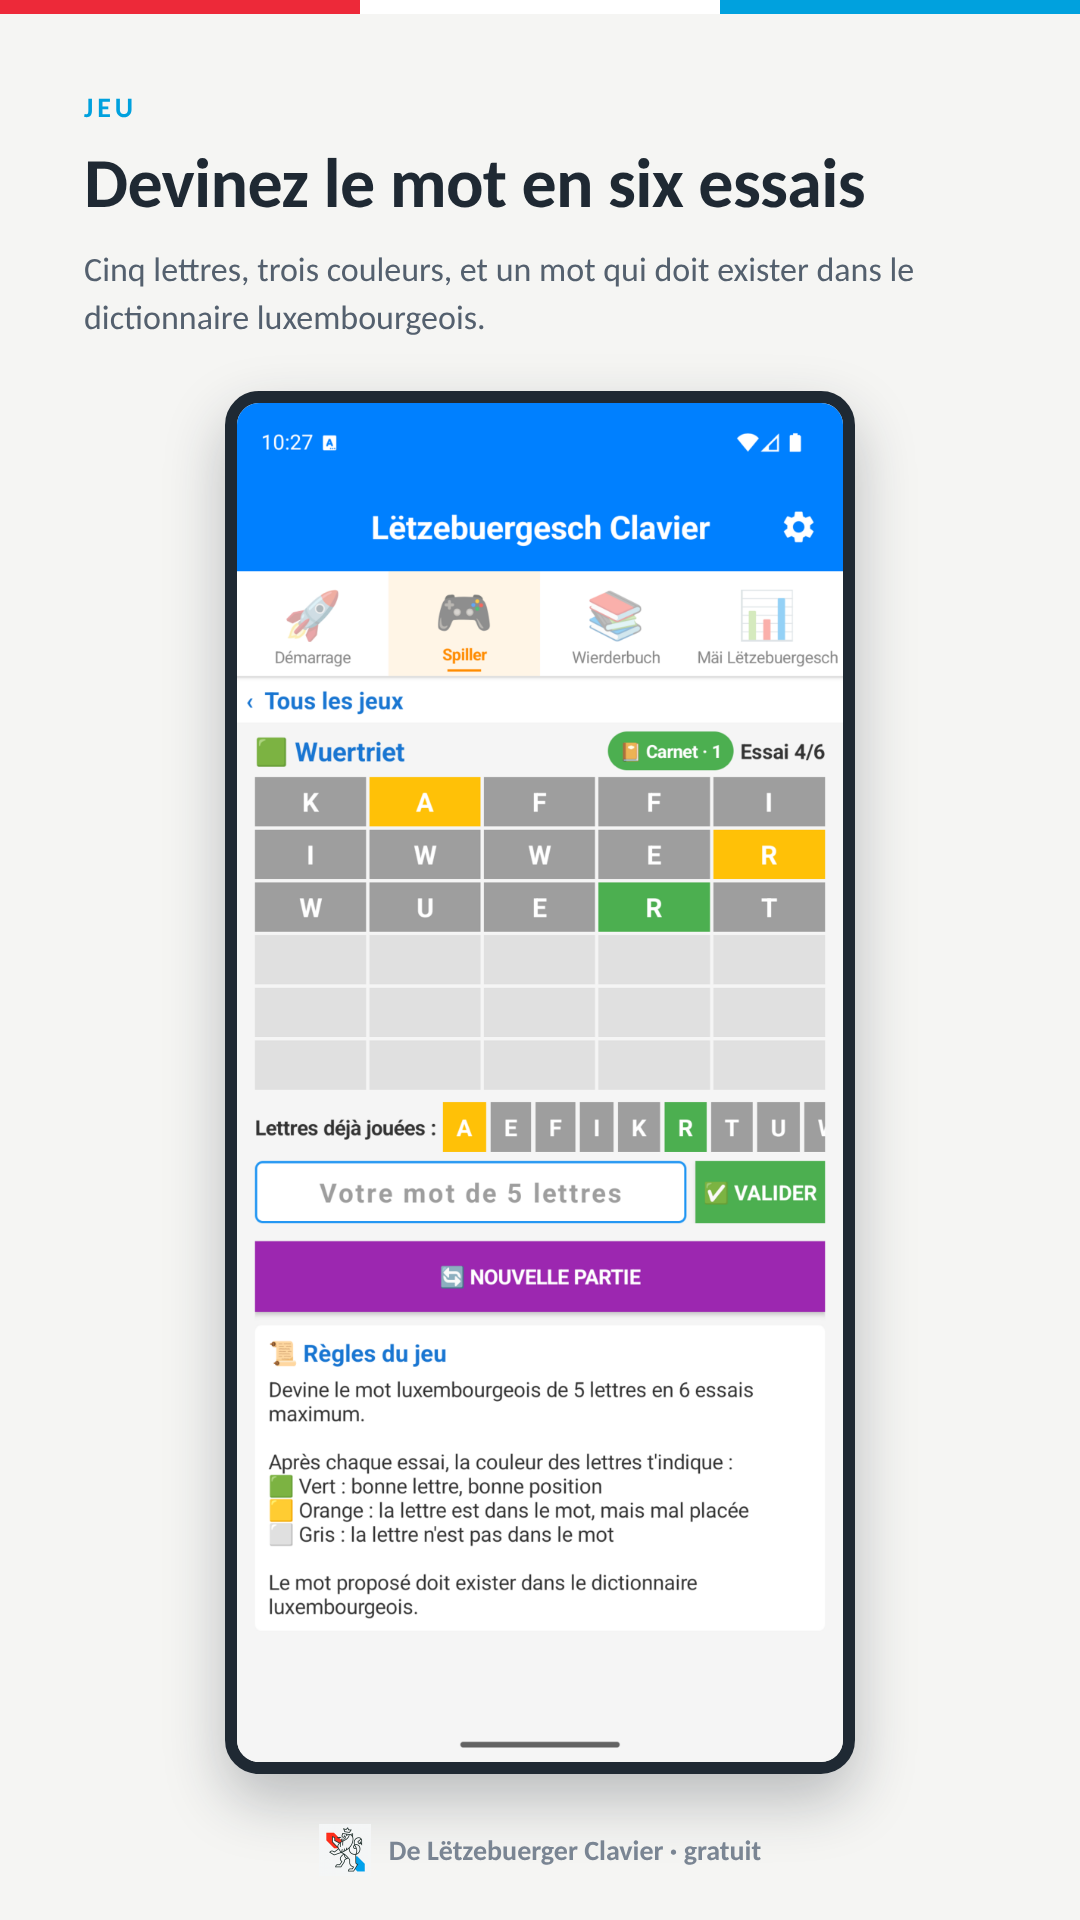 JEU
Devinez le mot en six essais
Cinq lettres, trois couleurs, et un mot qui doit exister dans le
dictionnaire luxembourgeois.
10:27
Lëtzebuergesch Clavier
Démarrage Spiller Wierderbuch Mäi Lëtzebuergesch
‹ Tous les jeux
Wuertriet Carnet · 1 Essai 4/6
K A F F I
I W W E R
W U E R T
Lettres déjà jouées : A E F I K R T U
Votre mot de 5 lettres VALIDER
NOUVELLE PARTIE
Règles du jeu
Devine le mot luxembourgeois de 5 lettres en 6 essais
maximum.
Après chaque essai, la couleur des lettres t'indique :
Vert : bonne lettre, bonne position
Orange : la lettre est dans le mot, mais mal placée
Gris : la lettre n'est pas dans le mot
Le mot proposé doit exister dans le dictionnaire
luxembourgeois.
De Lëtzebuerger Clavier · gratuit